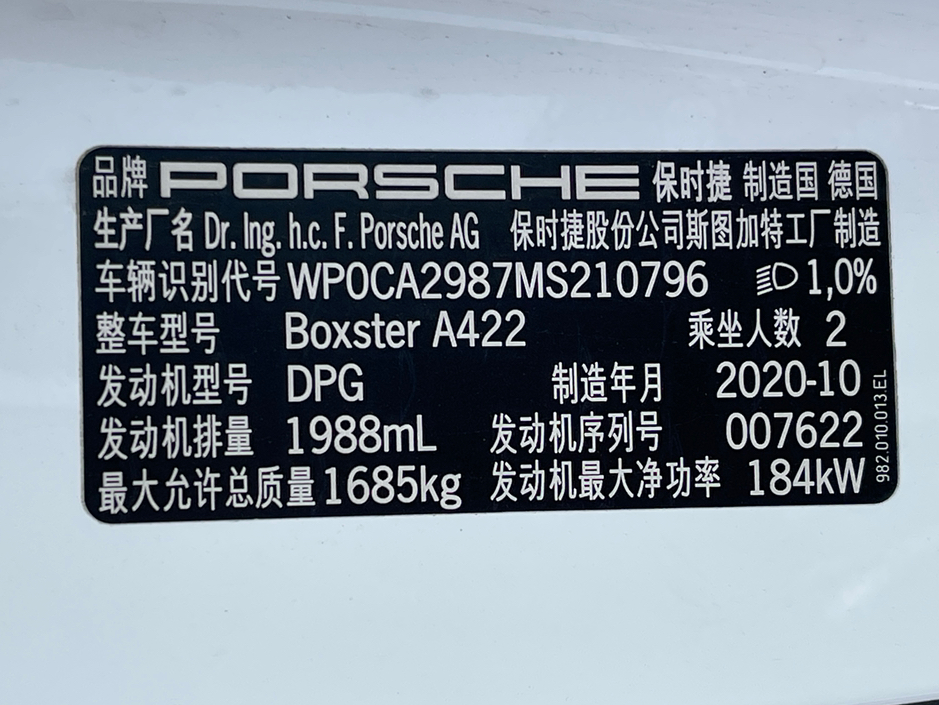 品牌 PORSCHE 保时捷 制造国 德国
生产厂名 Dr. Ing. h.c. F. Porsche AG 保时捷股份公司斯图加特工厂制造
车辆识别代号 WP0CA2987MS210796 1,0%
整车型号 Boxster A422 乘坐人数 2
发动机型号 DPG 制造年月 2020-10
发动机排量 1988mL 发动机序列号 007622
最大允许总质量 1685kg 发动机最大净功率 184kW
982.010.013.EL